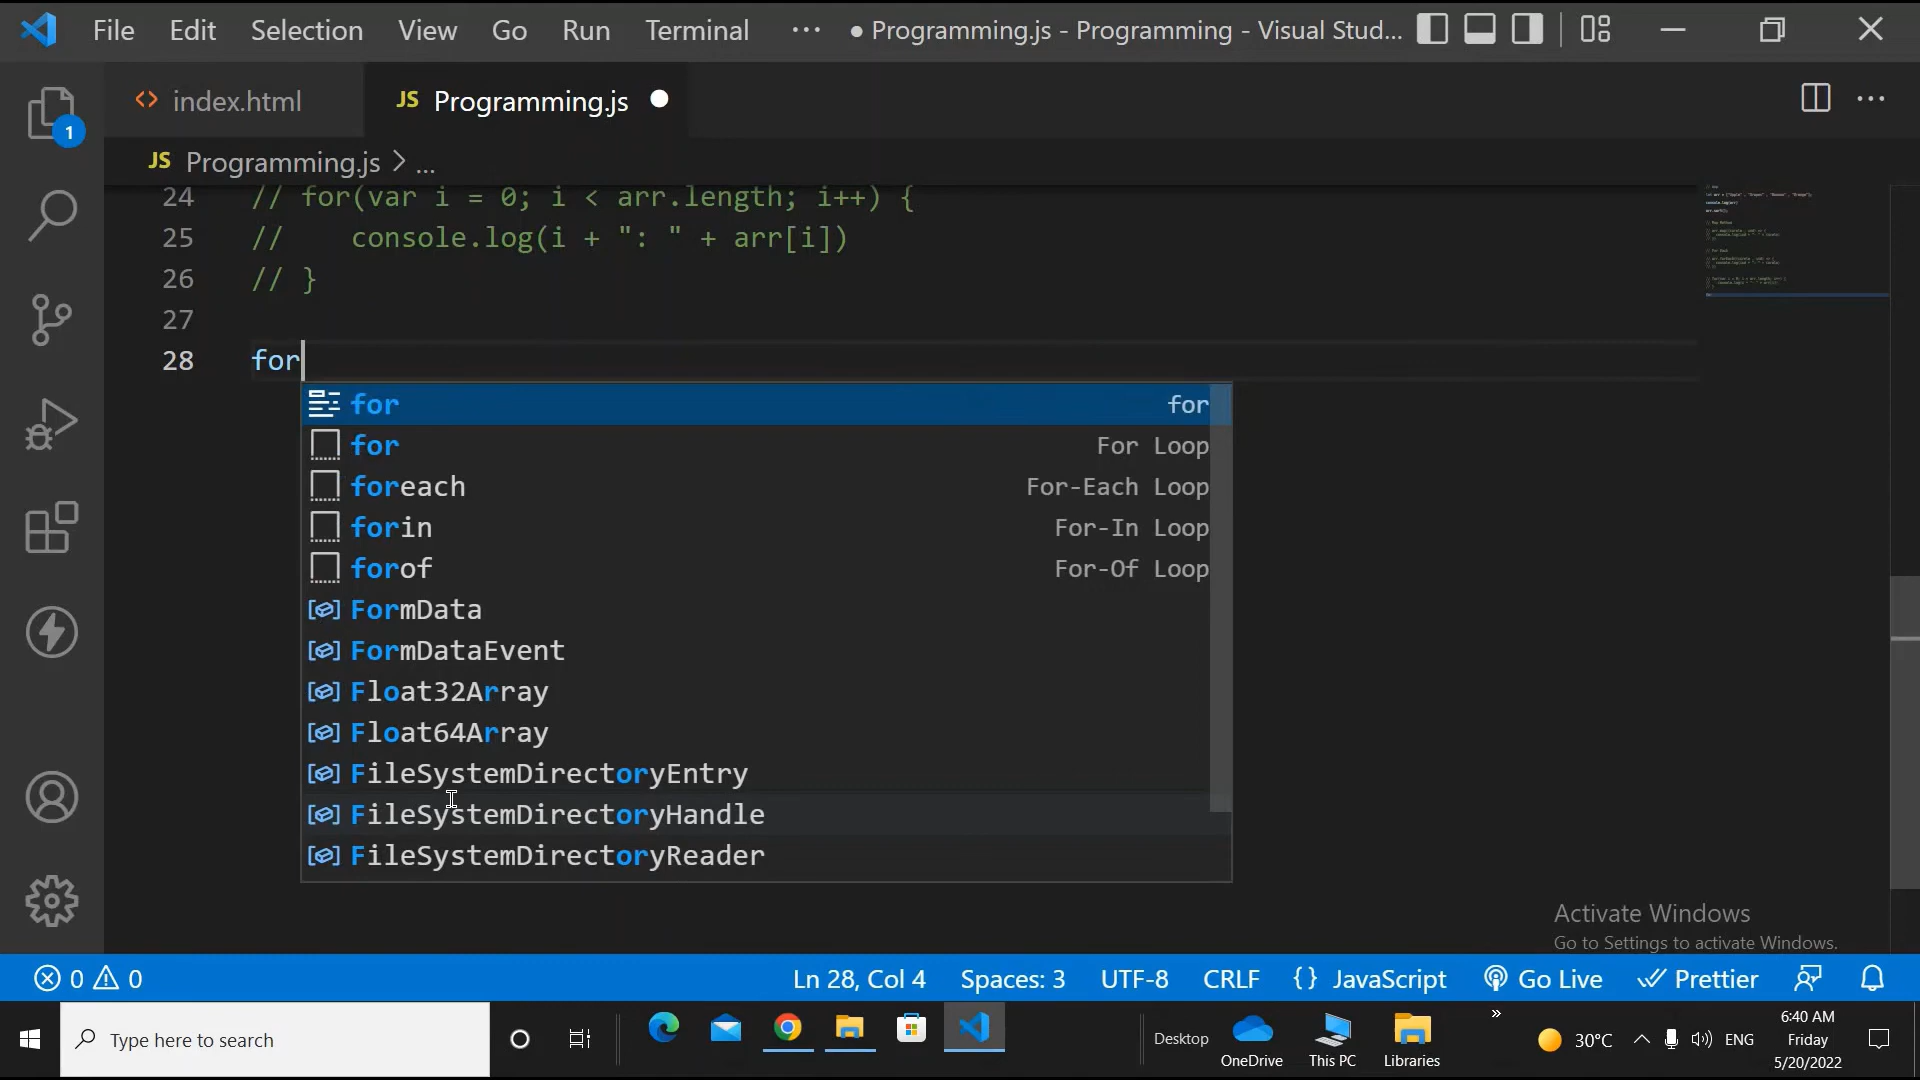 File Edit Selection View Go Run Terminal ··· ● Programming.js - Programming - Visual Stud...
<> index.html JS Programming.js ●
1
JS Programming.js > ...
24 // for(var i = 0; i < arr.length; i++) {
25 //    console.log(i + ": " + arr[i])
26 // }
27
28 for
for for
for For Loop
foreach For-Each Loop
forin For-In Loop
forof For-Of Loop
FormData
FormDataEvent
Float32Array
Float64Array
FileSystemDirectoryEntry
FileSystemDirectoryHandle
FileSystemDirectoryReader
Activate Windows
Go to Settings to activate Windows.
0 0 Ln 28, Col 4 Spaces: 3 UTF-8 CRLF {} JavaScript Go Live Prettier
Type here to search Desktop OneDrive This PC Libraries » 30°C ENG
6:40 AM
Friday
5/20/2022